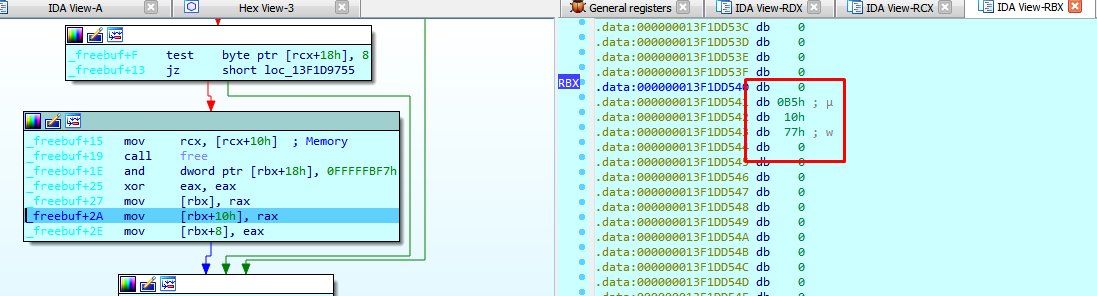 IDA View-A
Hex View-3
_freebuf+F test byte ptr [rcx+18h], 8
_freebuf+13 jz short loc_13F1D9755
_freebuf+15 mov rcx, [rcx+10h] ; Memory
_freebuf+19 call free
_freebuf+1E and dword ptr [rbx+18h], 0FFFFFBF7h
_freebuf+25 xor eax, eax
_freebuf+27 mov [rbx], rax
_freebuf+2A mov [rbx+10h], rax
_freebuf+2E mov [rbx+8], eax
General registers
IDA View-RDX
IDA View-RCX
IDA View-RBX
.data:000000013F1DD53C db 0
.data:000000013F1DD53D db 0
.data:000000013F1DD53E db 0
.data:000000013F1DD53F db 0
RBX .data:000000013F1DD540 db 0
.data:000000013F1DD541 db 0B5h ; µ
.data:000000013F1DD542 db 10h
.data:000000013F1DD543 db 77h ; w
.data:000000013F1DD544 db 0
.data:000000013F1DD545 db 0
.data:000000013F1DD546 db 0
.data:000000013F1DD547 db 0
.data:000000013F1DD548 db 0
.data:000000013F1DD549 db 0
.data:000000013F1DD54A db 0
.data:000000013F1DD54B db 0
.data:000000013F1DD54C db 0
.data:000000013F1DD54D db 0